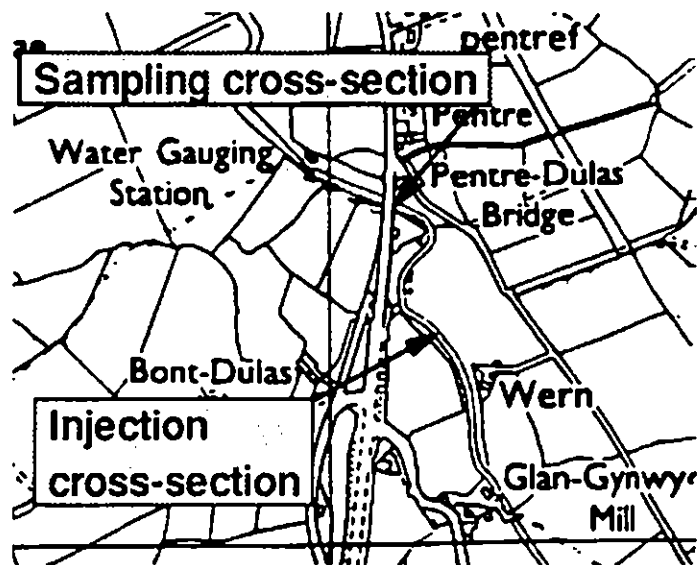 pentref
Sampling cross-section
Pentre
Water Gauging
Station
Pentre-Dulas
Bridge
Bont-Dulas
Wern
Injection
cross-section
Glan-Gynwyd
Mill